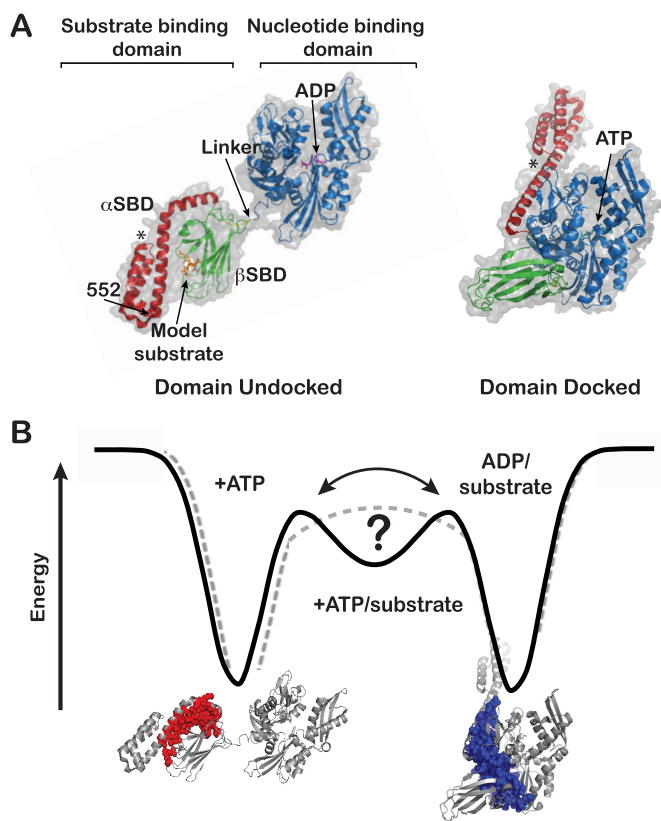 A
Substrate binding
domain
Nucleotide binding
domain
ADP
Linker
αSBD
*
βSBD
552
Model
substrate
Domain Undocked
ATP
*
Domain Docked
B
Energy
+ATP
ADP/
substrate
?
+ATP/substrate